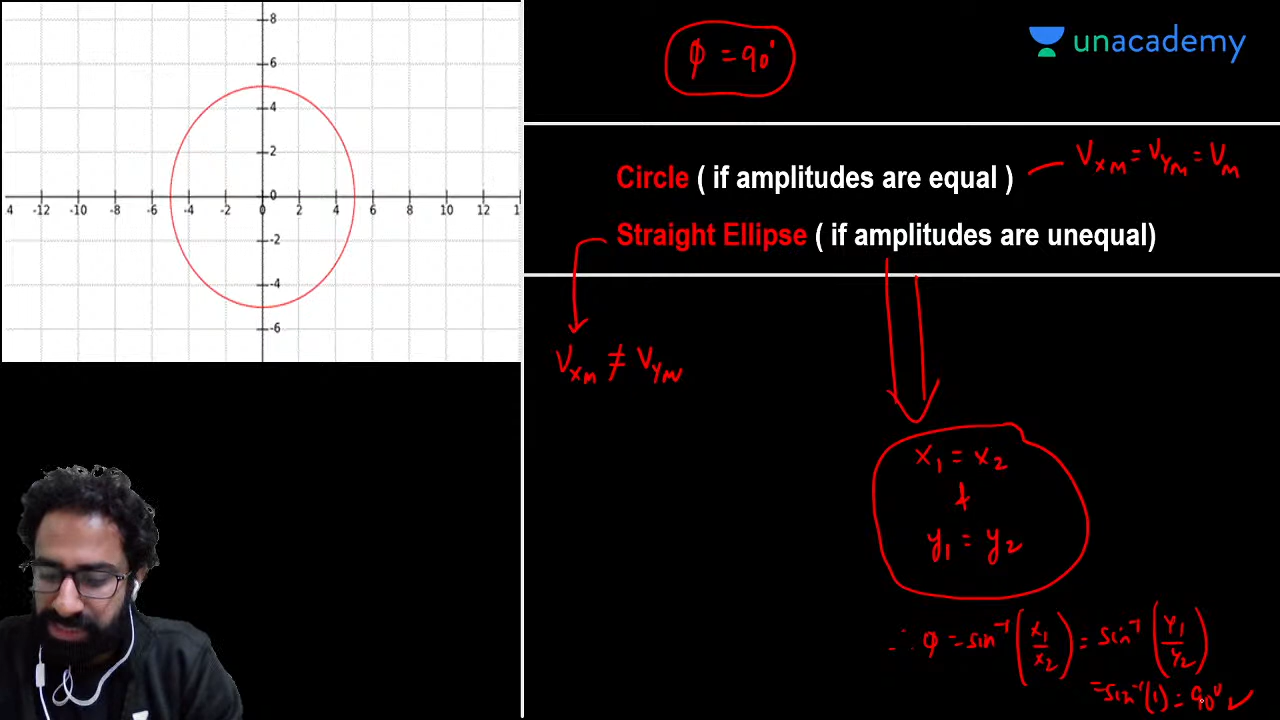 8
6
4
2
0
4 -12 -10 -8 -6 -4 -2 0 2 4 6 8 10 12 1
-2
-4
-6
ϕ = 90°
unacademy
Circle ( if amplitudes are equal )
V_XM = V_YM = V_M
Straight Ellipse ( if amplitudes are unequal)
V_XM ≠ V_YM
x₁ = x₂
+
y₁ = y₂
∴ ϕ = sin⁻¹(x₁/x₂) = sin⁻¹(y₁/y₂)
= sin⁻¹(1) = 90° ✓